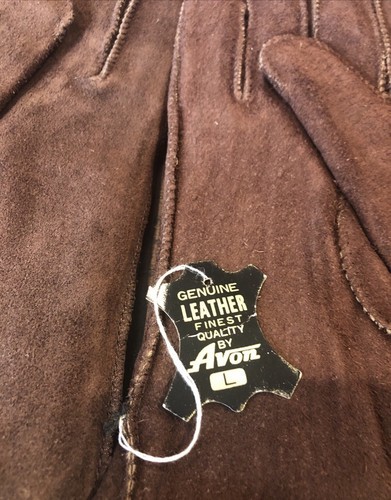 GENUINE
LEATHER
FINEST
QUALITY
BY
Avon
L